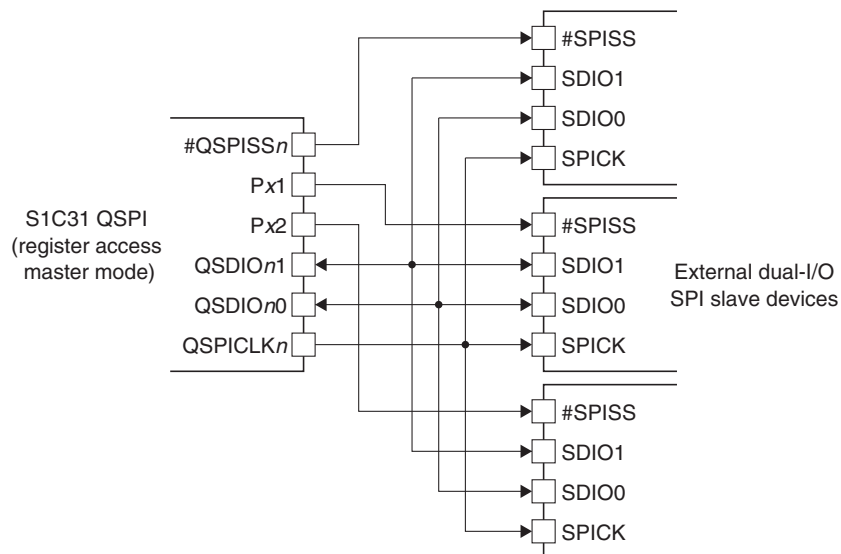 #SPISS
SDIO1
SDIO0
SPICK
#QSPISSn
Px1
Px2
QSDIOn1
QSDIOn0
QSPICLKn
S1C31 QSPI
(register access
master mode)
#SPISS
SDIO1
SDIO0
SPICK
External dual-I/O
SPI slave devices
#SPISS
SDIO1
SDIO0
SPICK